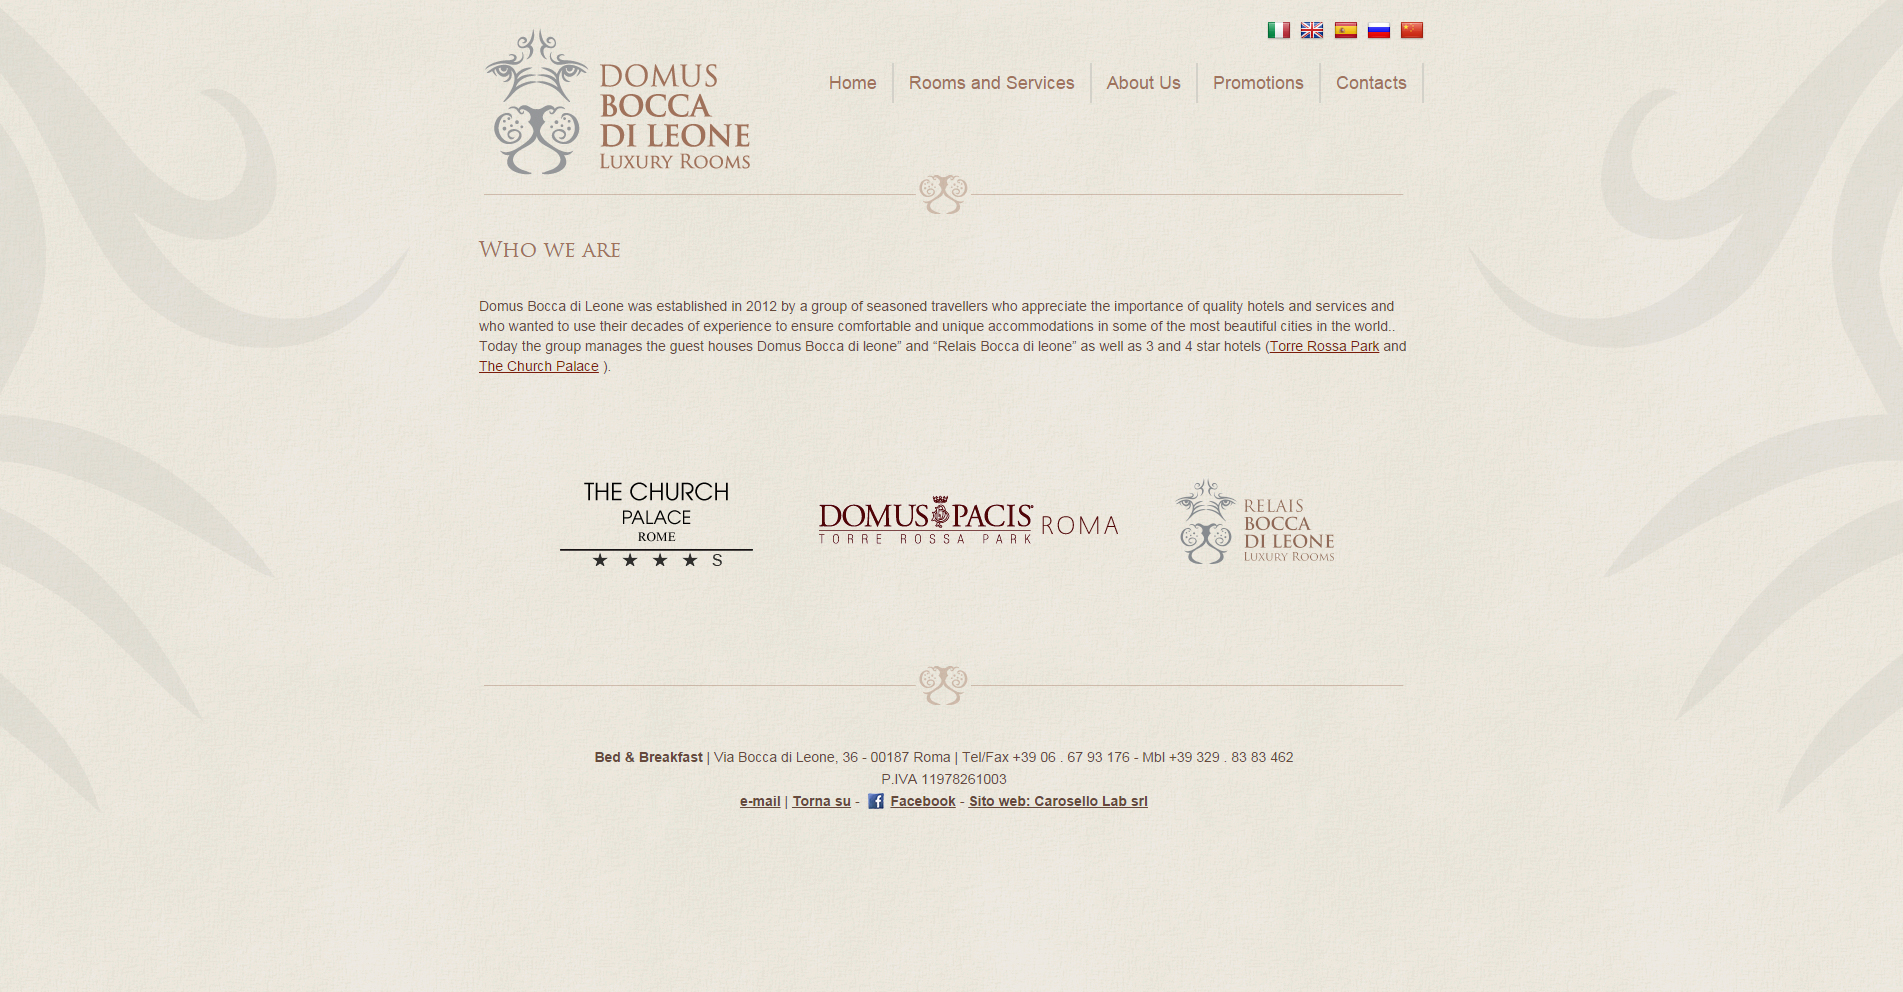 DOMUS
BOCCA
DI LEONE
LUXURY ROOMS
Home
Rooms and Services
About Us
Promotions
Contacts
WHO WE ARE
Domus Bocca di Leone was established in 2012 by a group of seasoned travellers who appreciate the importance of quality hotels and services and
who wanted to use their decades of experience to ensure comfortable and unique accommodations in some of the most beautiful cities in the world..
Today the group manages the guest houses Domus Bocca di leone” and “Relais Bocca di leone” as well as 3 and 4 star hotels (Torre Rossa Park and
The Church Palace ).
THE CHURCH
PALACE
ROME
★ ★ ★ ★ S
DOMUS PACIS®
TORRE ROSSA PARK
ROMA
RELAIS
BOCCA
DI LEONE
LUXURY ROOMS
Bed & Breakfast | Via Bocca di Leone, 36 - 00187 Roma | Tel/Fax +39 06 . 67 93 176 - Mbl +39 329 . 83 83 462
P.IVA 11978261003
e-mail | Torna su - f Facebook - Sito web: Carosello Lab srl